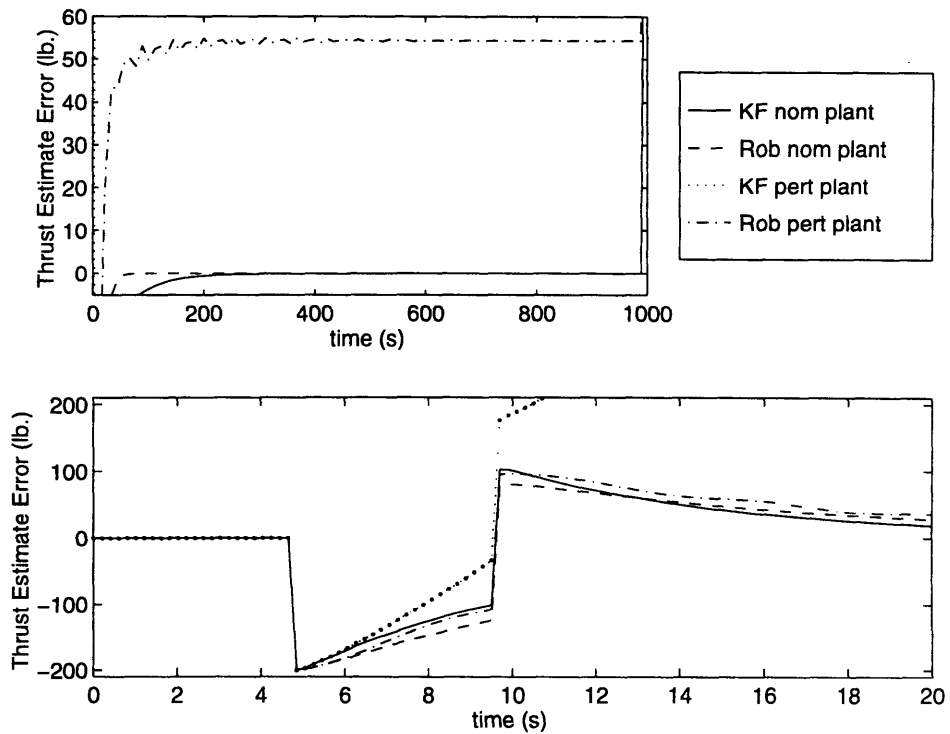 Thrust Estimate Error (lb.)
60
50
40
30
20
10
0
0 200 400 600 800 1000
time (s)
KF nom plant
Rob nom plant
KF pert plant
Rob pert plant
Thrust Estimate Error (lb.)
200
100
0
−100
−200
0 2 4 6 8 10 12 14 16 18 20
time (s)